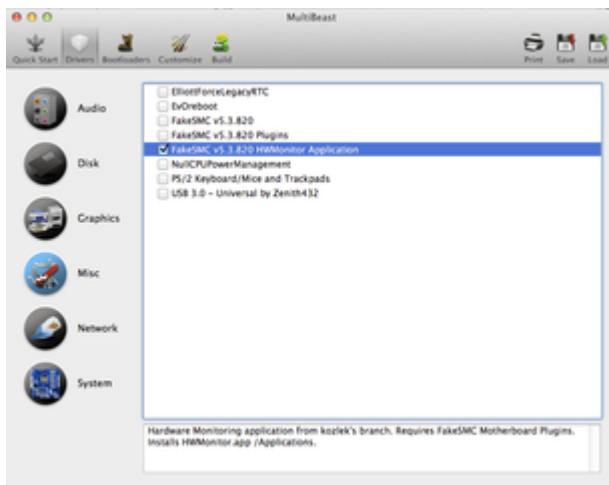 MultiBeast
Quick Start Drivers Bootloaders Customize Build Print Save Load
Audio
Disk
Graphics
Misc
Network
System
ElliottForceLegacyRTC
EvOreboot
FakeSMC v5.3.820
FakeSMC v5.3.820 Plugins
FakeSMC v5.3.820 HWMonitor Application
NullCPUPowerManagement
PS/2 Keyboard/Mice and Trackpads
USB 3.0 - Universal by Zenith432
Hardware Monitoring application from kozlek's branch. Requires FakeSMC Motherboard Plugins.
Installs HWMonitor.app /Applications.